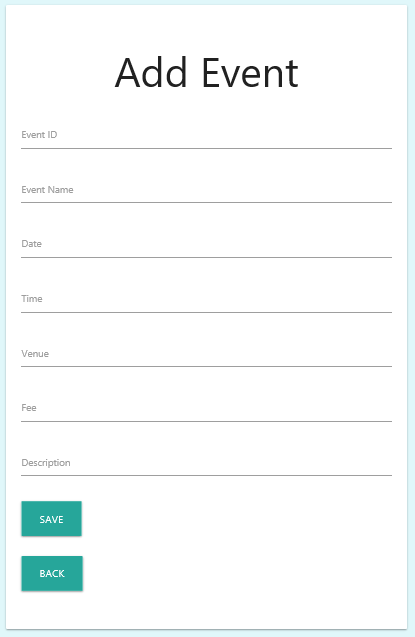 Add Event
Event ID
Event Name
Date
Time
Venue
Fee
Description
SAVE
BACK